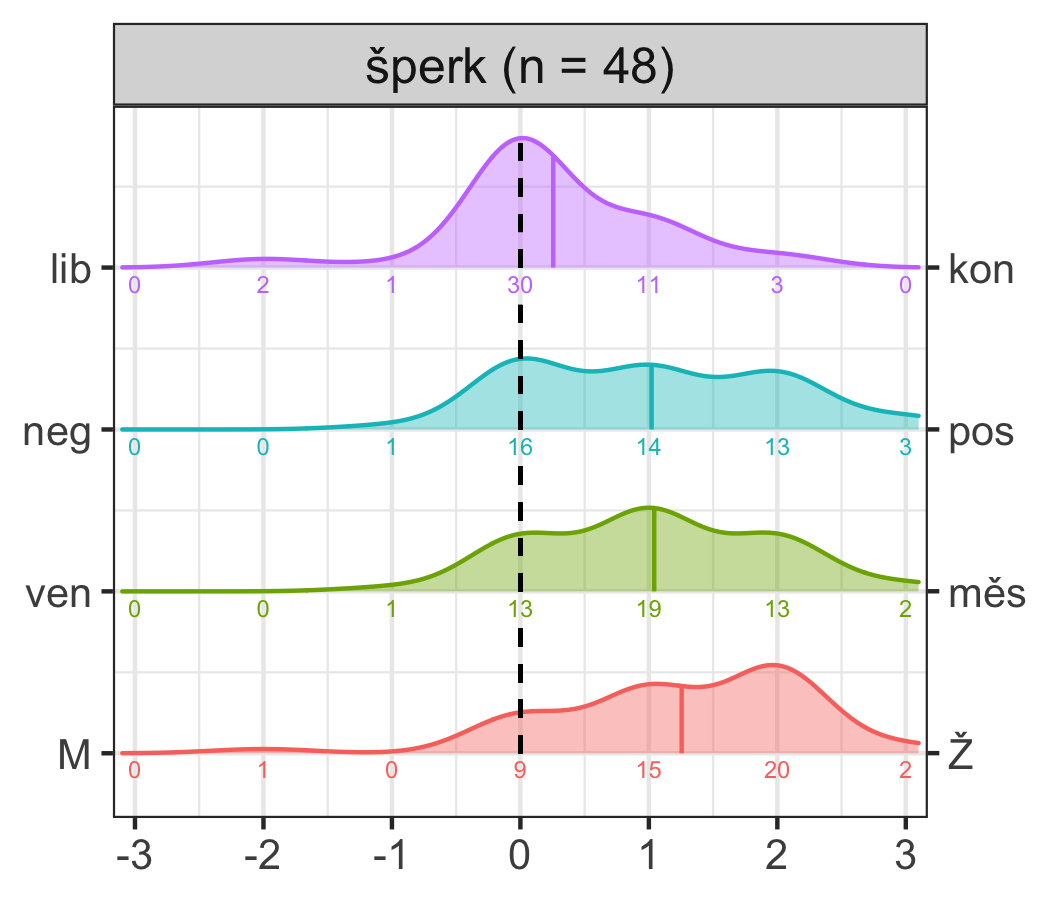 šperk (n = 48)
lib kon
0 2 1 30 11 3 0
neg pos
0 0 1 16 14 13 3
ven měs
0 0 1 13 19 13 2
M Ž
0 1 0 9 15 20 2
-3 -2 -1 0 1 2 3